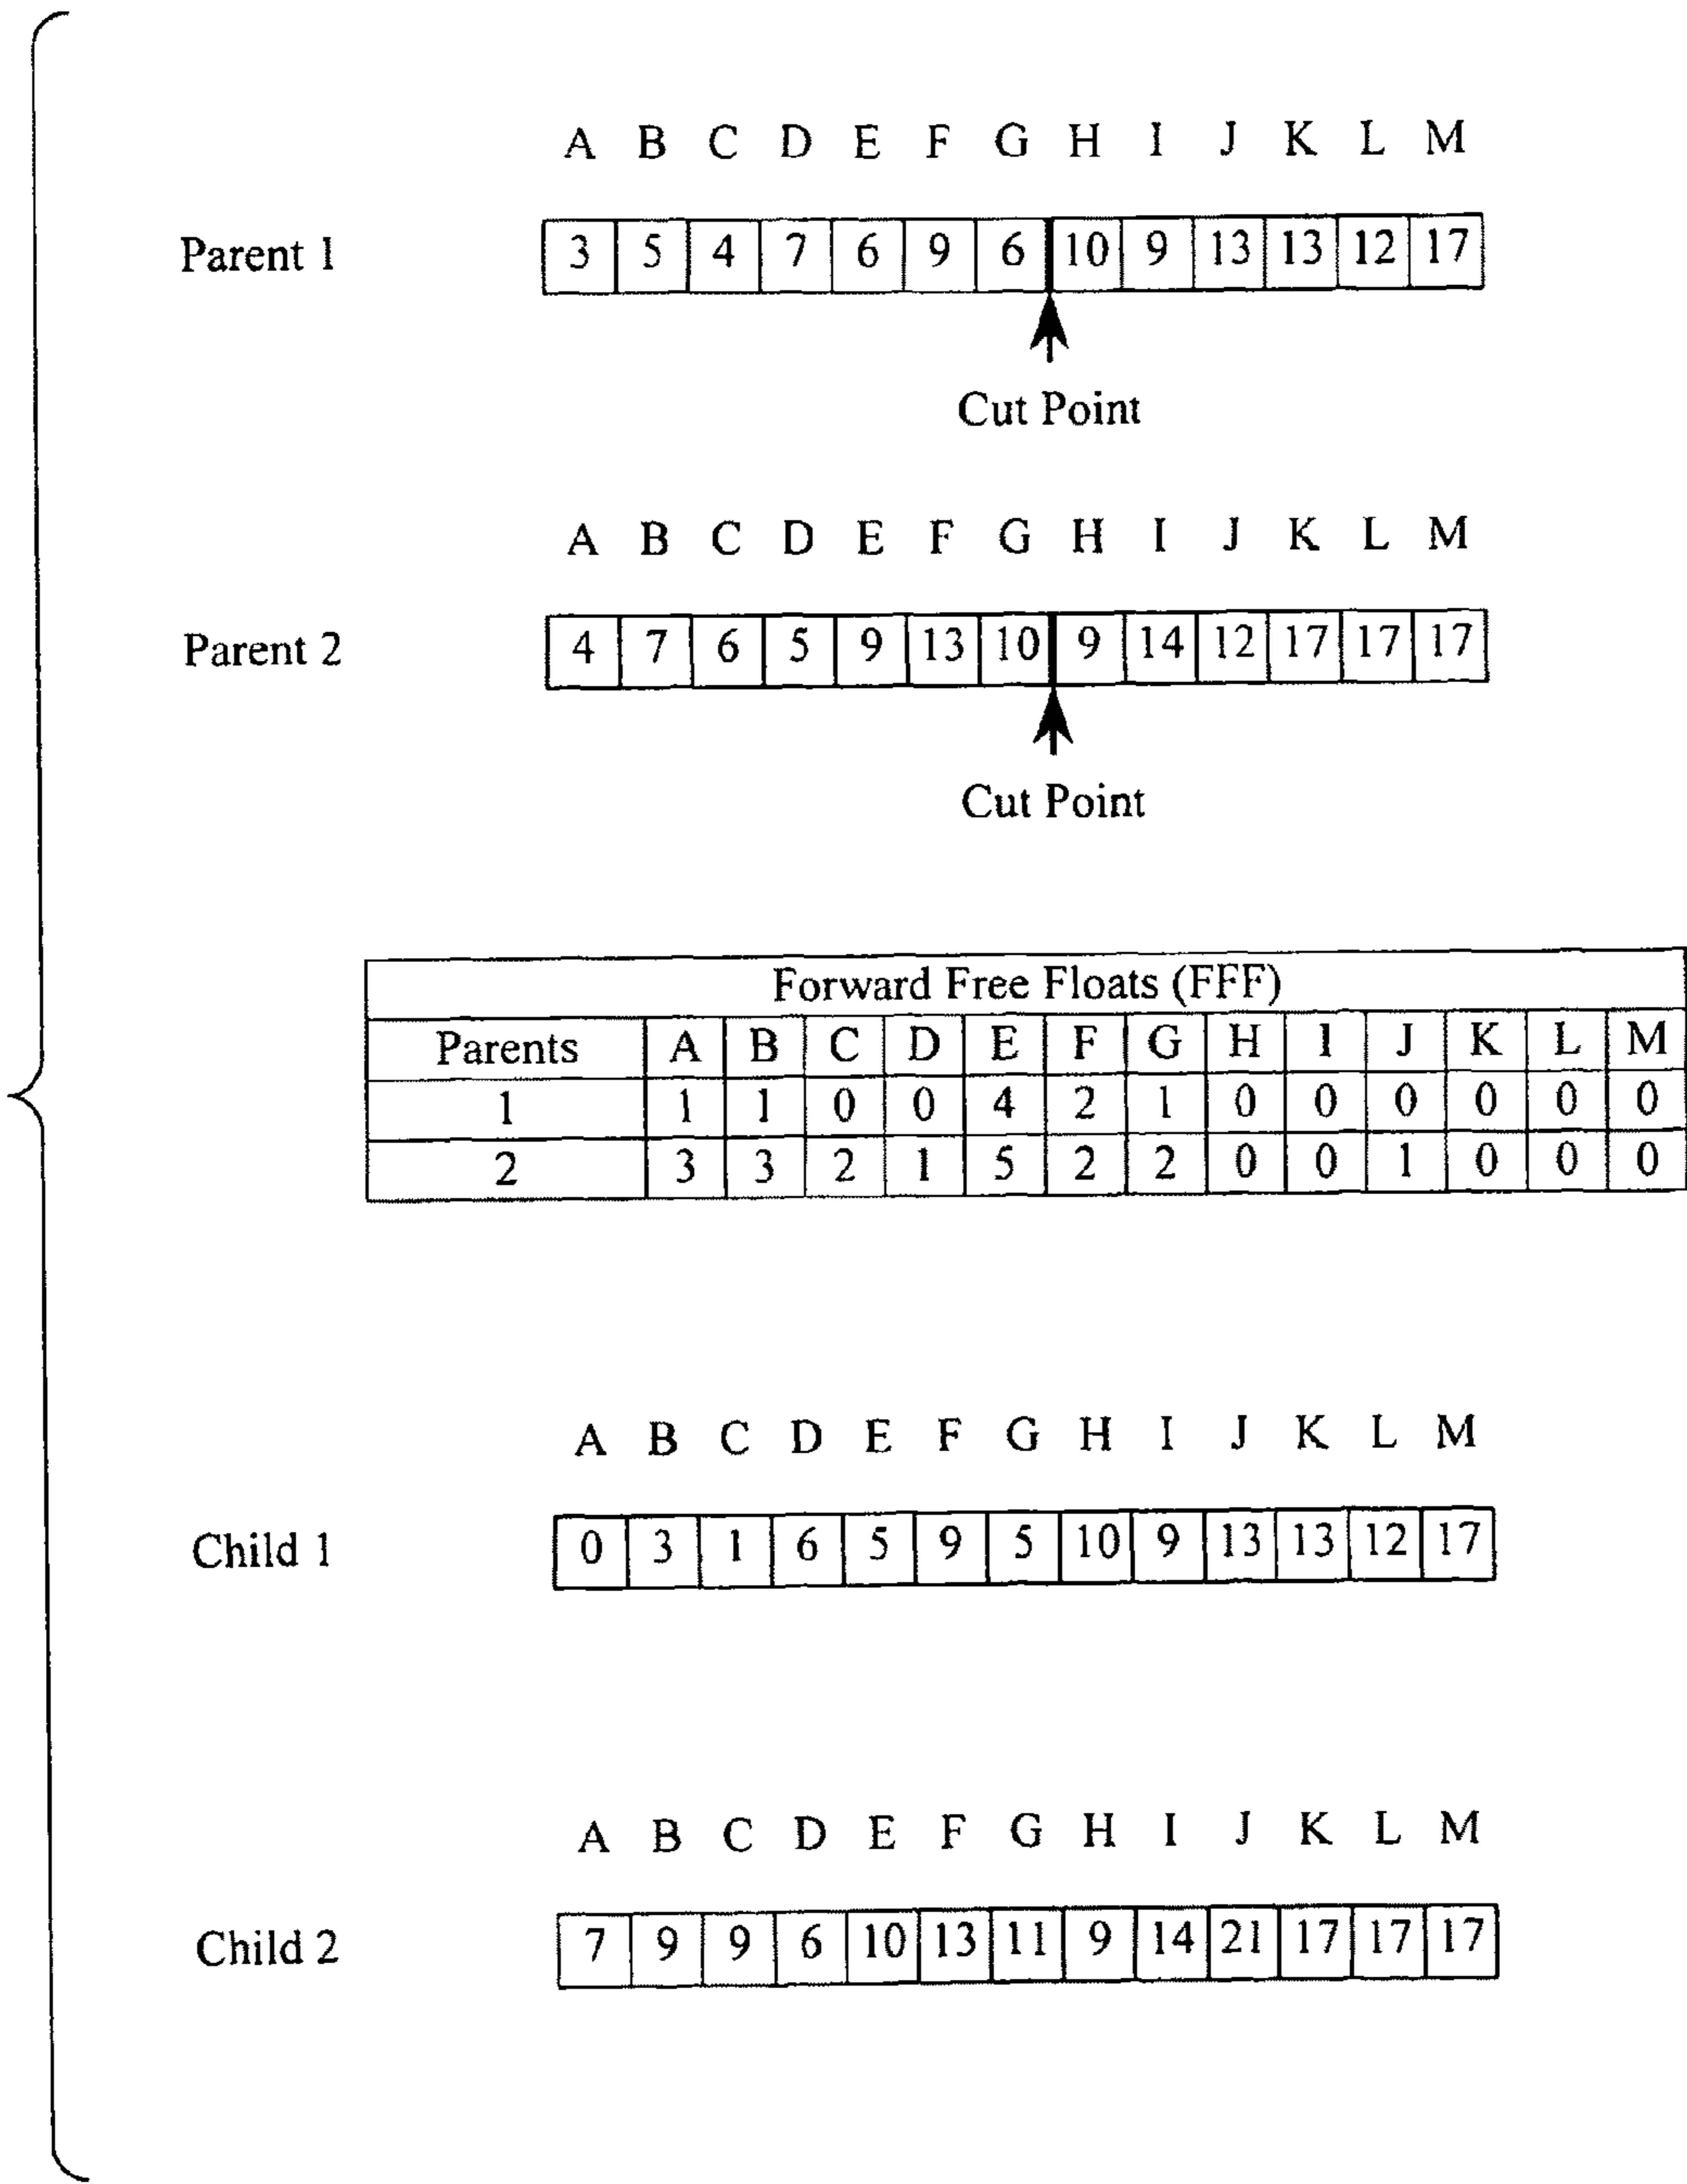 A B C D E F G H I J K L M
Parent 1 3 5 4 7 6 9 6 10 9 13 13 12 17
Cut Point
A B C D E F G H I J K L M
Parent 2 4 7 6 5 9 13 10 9 14 12 17 17 17
Cut Point
Forward Free Floats (FFF)
Parents A B C D E F G H I J K L M
1 1 1 0 0 4 2 1 0 0 0 0 0 0
2 3 3 2 1 5 2 2 0 0 1 0 0 0
A B C D E F G H I J K L M
Child 1 0 3 1 6 5 9 5 10 9 13 13 12 17
A B C D E F G H I J K L M
Child 2 7 9 9 6 10 13 11 9 14 21 17 17 17